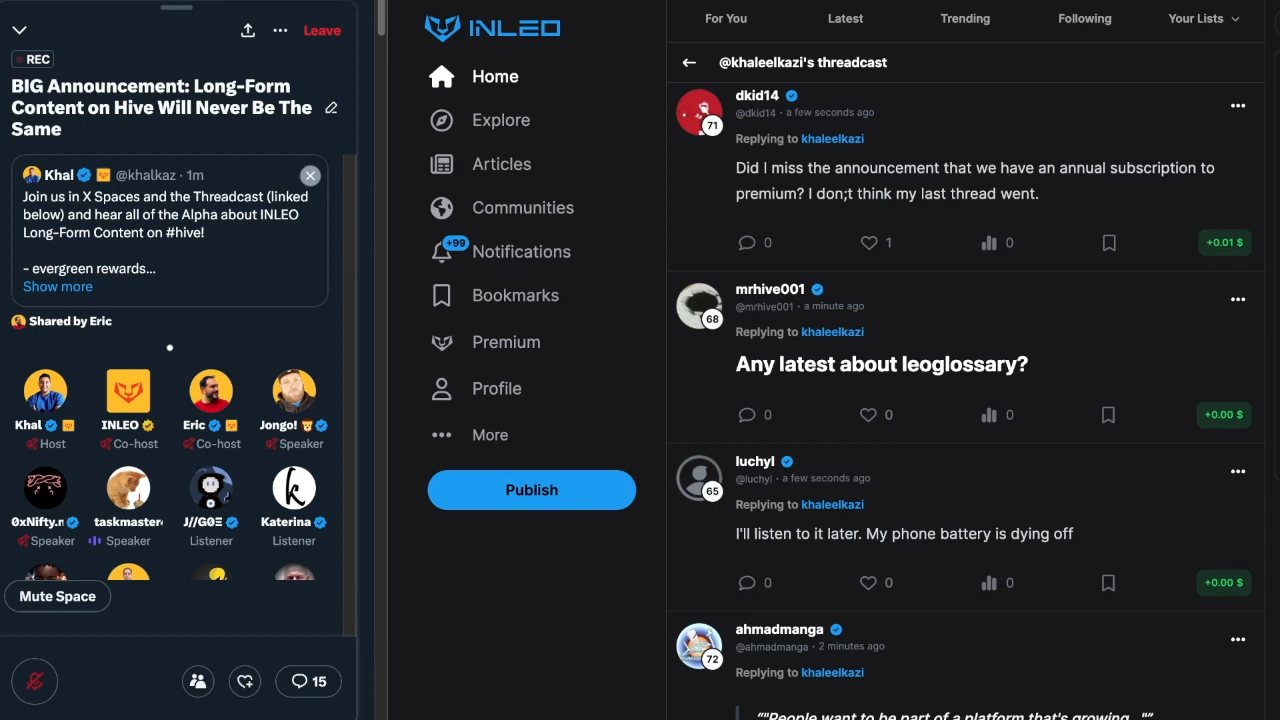 Leave
REC
BIG Announcement: Long-Form
Content on Hive Will Never Be The
Same
Khal @khalkaz · 1m
Join us in X Spaces and the Threadcast (linked
below) and hear all of the Alpha about INLEO
Long-Form Content on #hive!
- evergreen rewards...
Show more
Shared by Eric
Khal INLEO Eric Jongo!
Host Co-host Co-host Speaker
0xNifty.n taskmaster J//GΘΞ Katerina
Speaker Speaker Listener Listener
Mute Space
15
INLEO
Home
Explore
Articles
Communities
+99
Notifications
Bookmarks
Premium
Profile
More
Publish
For You Latest Trending Following Your Lists
@khaleelkazi's threadcast
dkid14
@dkid14 · a few seconds ago
71
Replying to khaleelkazi
Did I miss the announcement that we have an annual subscription to
premium? I don;t think my last thread went.
0 1 0 +0.01 $
mrhive001
@mrhive001 · a minute ago
68
Replying to khaleelkazi
Any latest about leoglossary?
0 0 0 +0.00 $
luchyl
@luchyl · a few seconds ago
65
Replying to khaleelkazi
I'll listen to it later. My phone battery is dying off
0 0 0 +0.00 $
ahmadmanga
@ahmadmanga · 2 minutes ago
72
Replying to khaleelkazi
“"People want to be part of a platform that's growing..."”